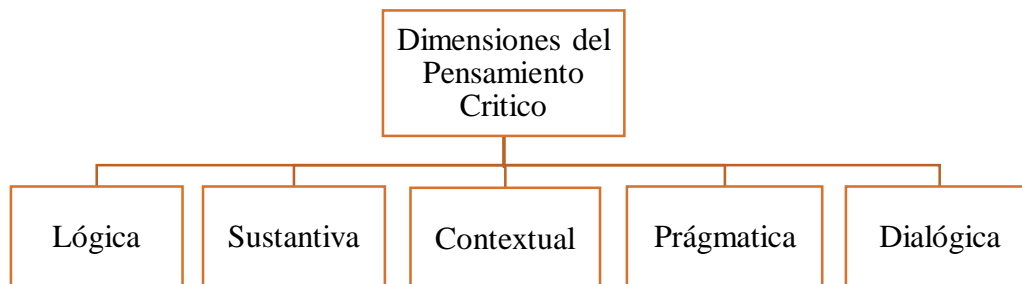 Dimensiones del
Pensamiento
Critico
Lógica
Sustantiva
Contextual
Prágmatica
Dialógica